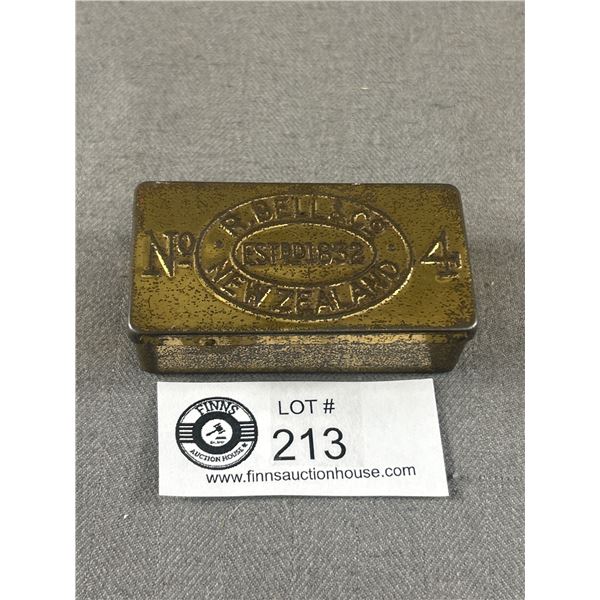 R. BELL & Co
No ESTD 1832 4
NEW ZEALAND
FINNS
AUCTION HOUSE
LOT #
213
www.finnsauctionhouse.com